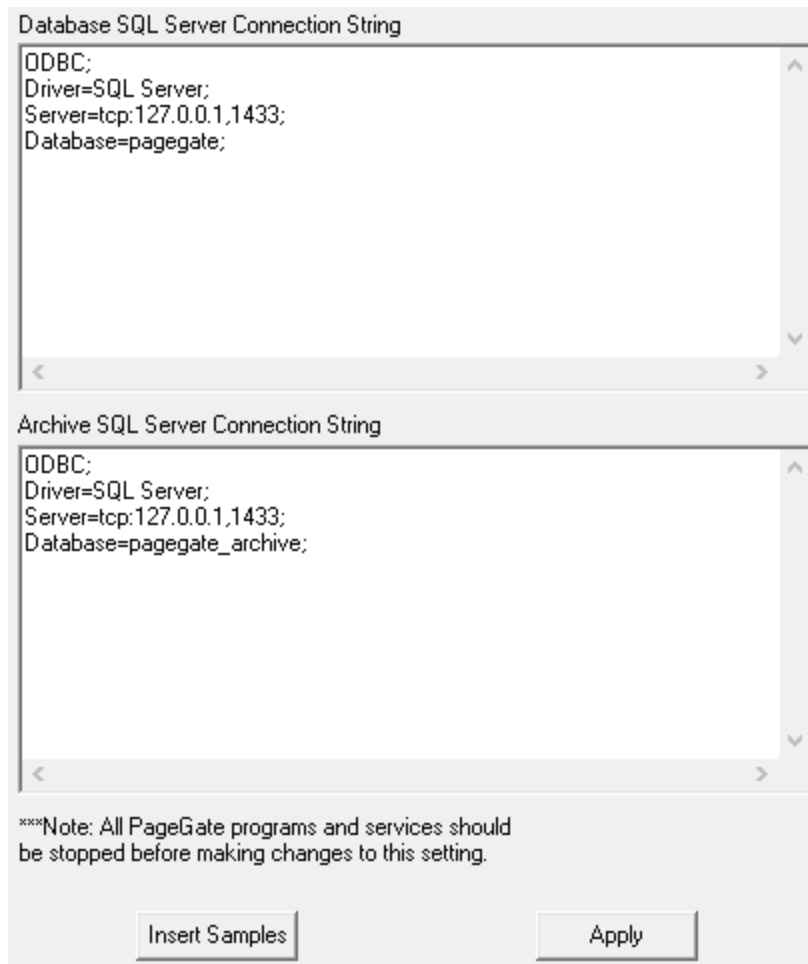 Database SQL Server Connection String
ODBC;
Driver=SQL Server;
Server=tcp:127.0.0.1,1433;
Database=pagegate;
Archive SQL Server Connection String
ODBC;
Driver=SQL Server;
Server=tcp:127.0.0.1,1433;
Database=pagegate_archive;
***Note: All PageGate programs and services should
be stopped before making changes to this setting.
Insert Samples
Apply